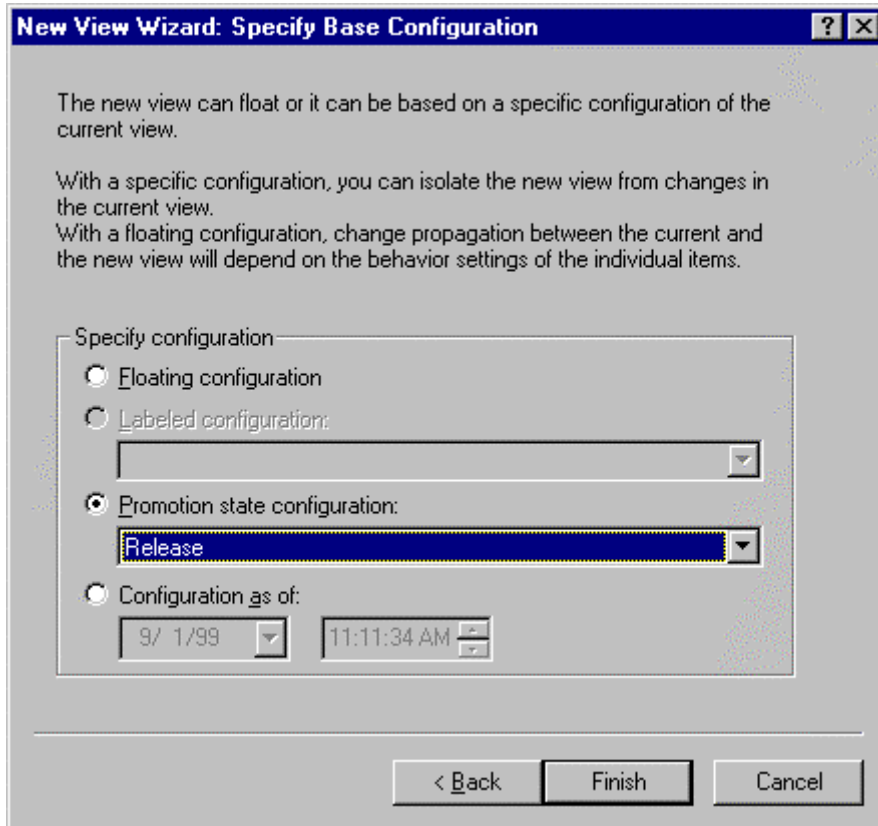 New View Wizard: Specify Base Configuration
The new view can float or it can be based on a specific configuration of the
current view.
With a specific configuration, you can isolate the new view from changes in
the current view.
With a floating configuration, change propagation between the current and
the new view will depend on the behavior settings of the individual items.
Specify configuration
Floating configuration
Labeled configuration:
Promotion state configuration:
Release
Configuration as of:
9/ 1/99 11:11:34 AM
< Back Finish Cancel